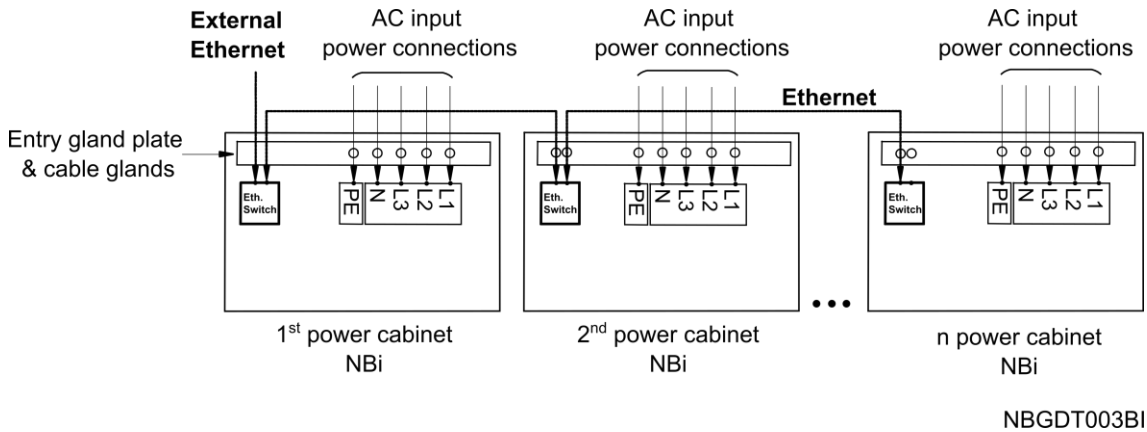 External
Ethernet
AC input
power connections
AC input
power connections
AC input
power connections
Ethernet
Entry gland plate
& cable glands
Eth.
Switch
PE
N
L3
L2
L1
Eth.
Switch
PE
N
L3
L2
L1
Eth.
Switch
PE
N
L3
L2
L1
1st power cabinet
NBi
2nd power cabinet
NBi
n power cabinet
NBi
NBGDT003BI